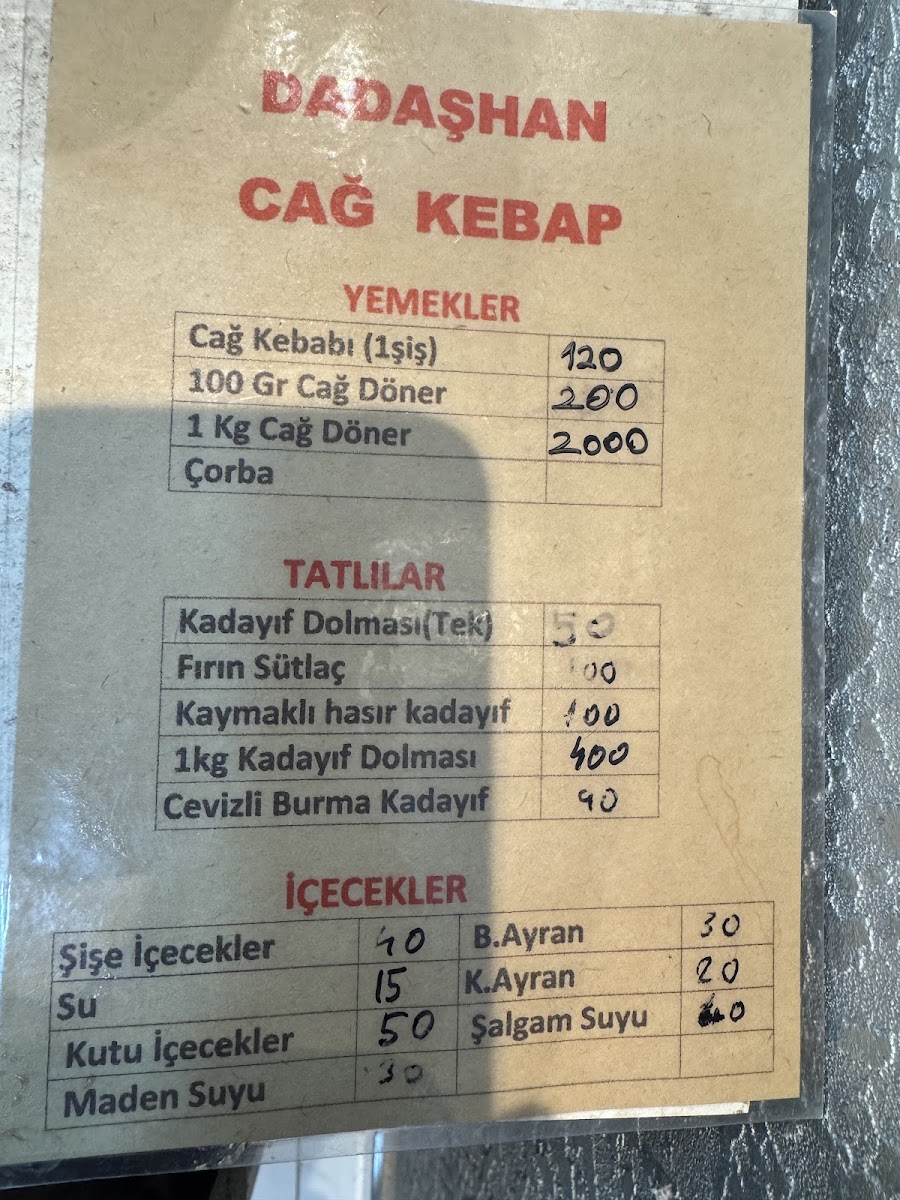 DADAŞHAN
CAĞ KEBAP
YEMEKLER
Cağ Kebabı (1şiş) 120
100 Gr Cağ Döner 200
1 Kg Cağ Döner 2000
Çorba
TATLILAR
Kadayıf Dolması(Tek) 50
Fırın Sütlaç
Kaymaklı hasır kadayıf 100
1kg Kadayıf Dolması 400
Cevizli Burma Kadayıf 90
İÇECEKLER
Şişe İçecekler 40 B.Ayran 30
Su 15 K.Ayran 20
Kutu İçecekler 50 Şalgam Suyu
Maden Suyu 30